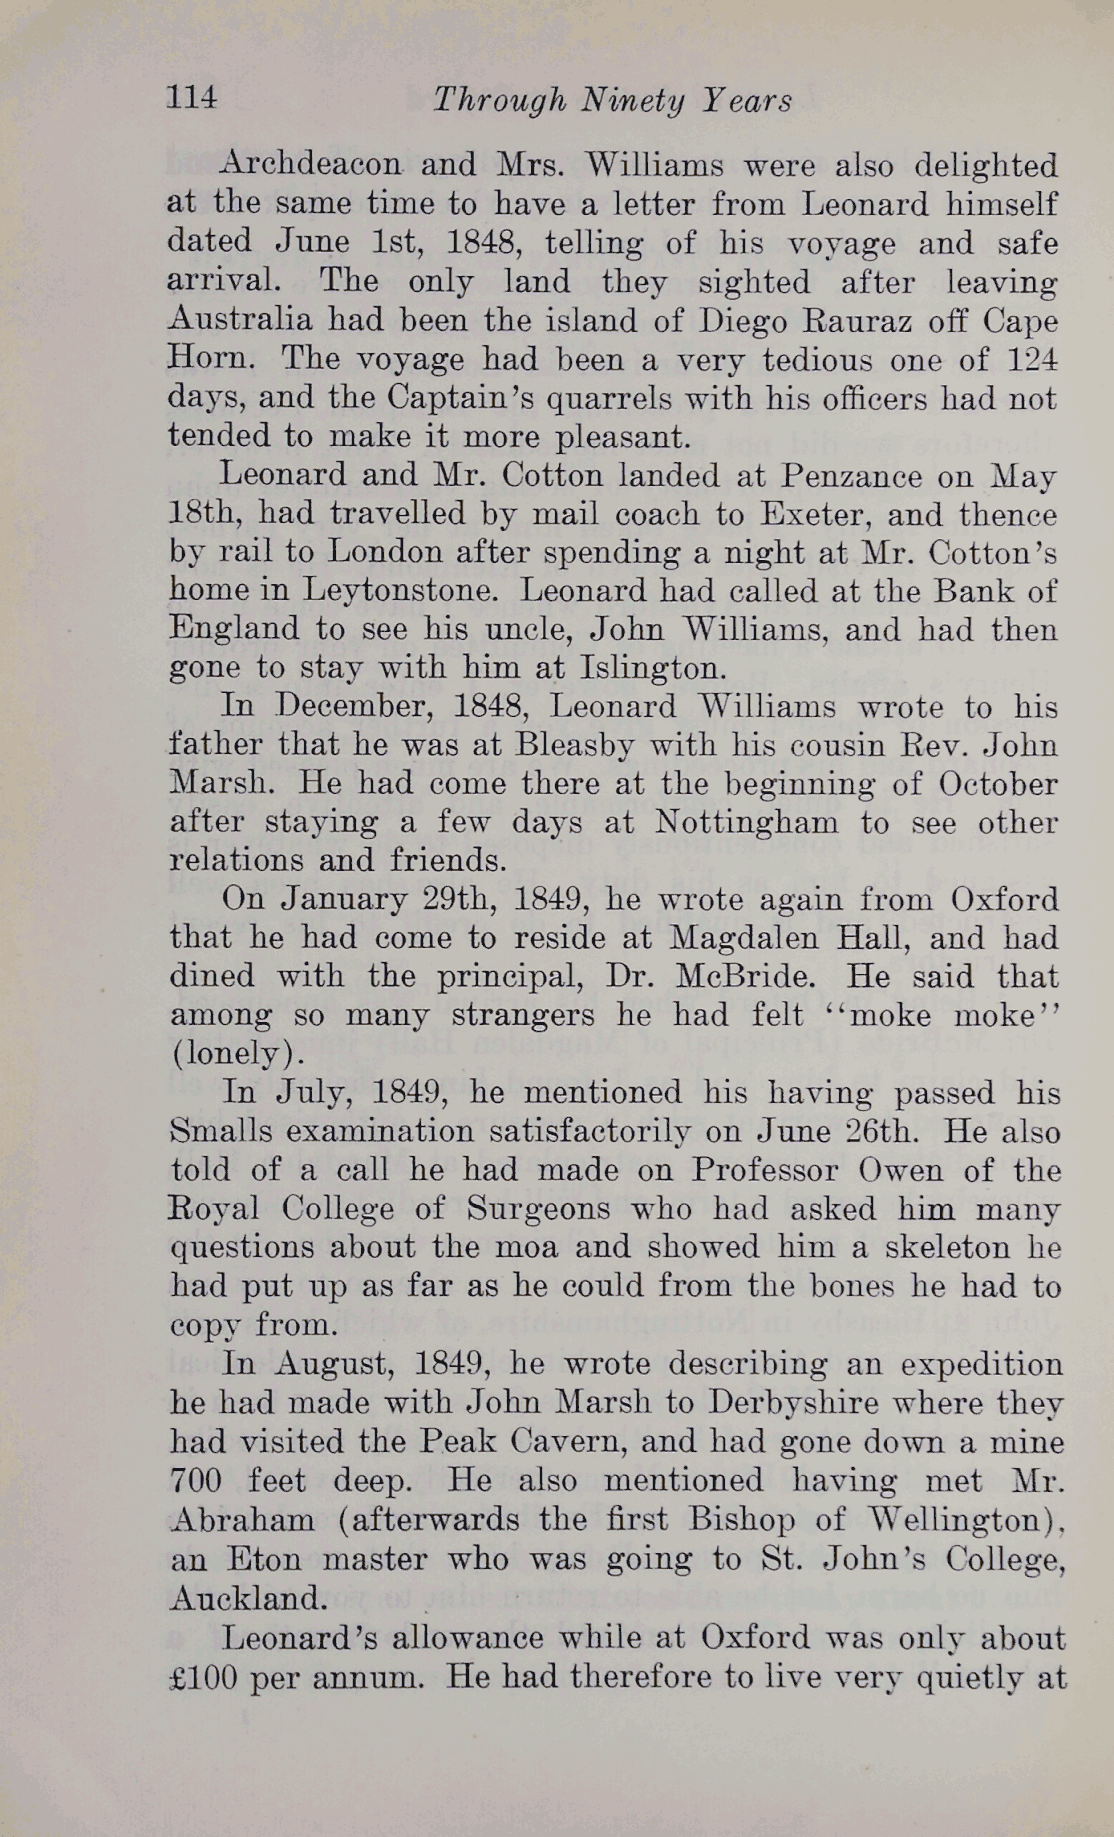 114 Through Ninety Years
Archdeacon and Mrs. Williams were also delighted
at the same time to have a letter from Leonard himself
dated June 1st, 1848, telling of his voyage and safe
arrival. The only land they sighted after leaving
Australia had been the island of Diego Rauraz off Cape
Horn. The voyage had been a very tedious one of 124
days, and the Captain's quarrels with his officers had not
tended to make it more pleasant.
Leonard and Mr. Cotton landed at Penzance on May
18th, had travelled by mail coach to Exeter, and thence
by rail to London after spending a night at Mr. Cotton's
home in Leytonstone. Leonard had called at the Bank of
England to see his uncle, John Williams, and had then
gone to stay with him at Islington.
In December, 1848, Leonard Williams wrote to his
father that he was at Bleasby with his cousin Rev. John
Marsh. He had come there at the beginning of October
after staying a few days at Nottingham to see other
relations and friends.
On January 29th, 1849, he wrote again from Oxford
that he had come to reside at Magdalen Hall, and had
dined with the principal, Dr. McBride. He said that
among so many strangers he had felt "moke moke"
(lonely).
In July, 1849, he mentioned his having passed his
Smalls examination satisfactorily on June 26th. He also
told of a call he had made on Professor Owen of the
Royal College of Surgeons who had asked him many
questions about the moa and showed him a skeleton he
had put up as far as he could from the bones he had to
copy from.
In August, 1849, he wrote describing an expedition
he had made with John Marsh to Derbyshire where they
had visited the Peak Cavern, and had gone down a mine
700 feet deep. He also mentioned having met Mr.
Abraham (afterwards the first Bishop of Wellington),
an Eton master who was going to St. John's College,
Auckland.
Leonard's allowance while at Oxford was only about
£100 per annum. He had therefore to live very quietly at